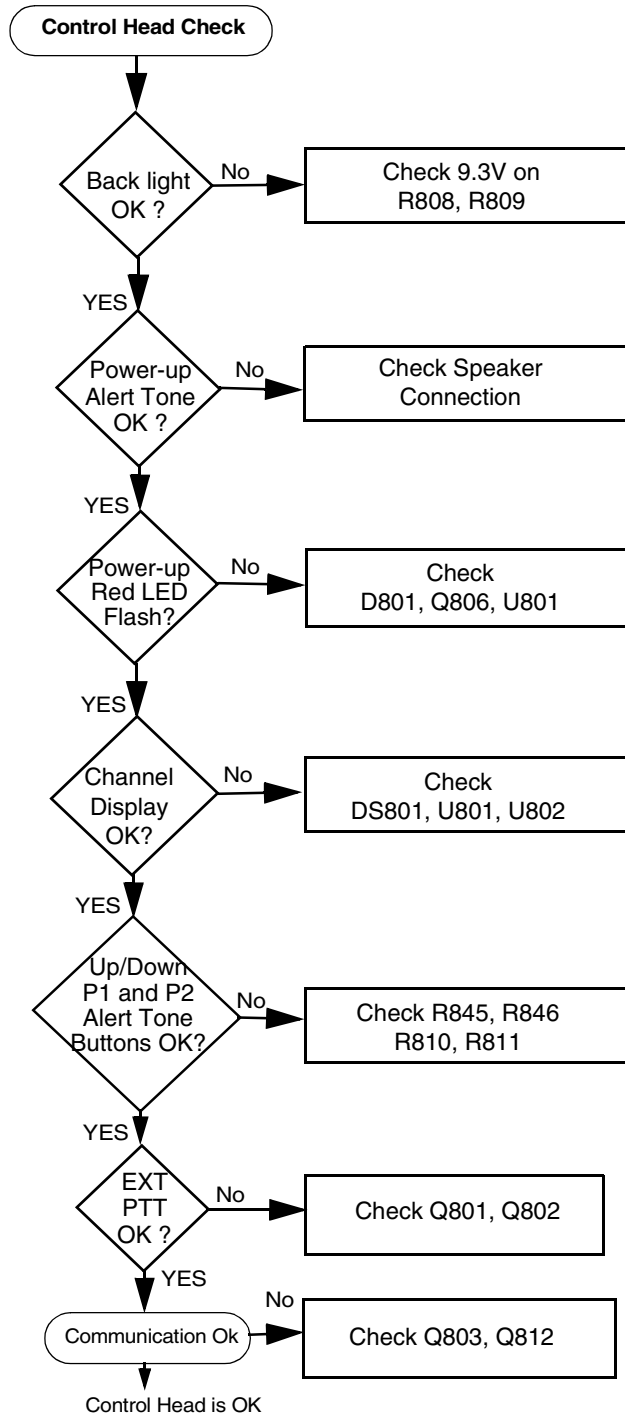 Control Head Check
Back light
OK ?
No
Check 9.3V on
R808, R809
YES
Power-up
Alert Tone
OK ?
No
Check Speaker
Connection
YES
Power-up
Red LED
Flash?
No
Check
D801, Q806, U801
YES
Channel
Display
OK?
No
Check
DS801, U801, U802
YES
Up/Down
P1 and P2
Alert Tone
Buttons OK?
No
Check R845, R846
R810, R811
YES
EXT
PTT
OK ?
No
Check Q801, Q802
YES
Communication Ok
No
Check Q803, Q812
Control Head is OK